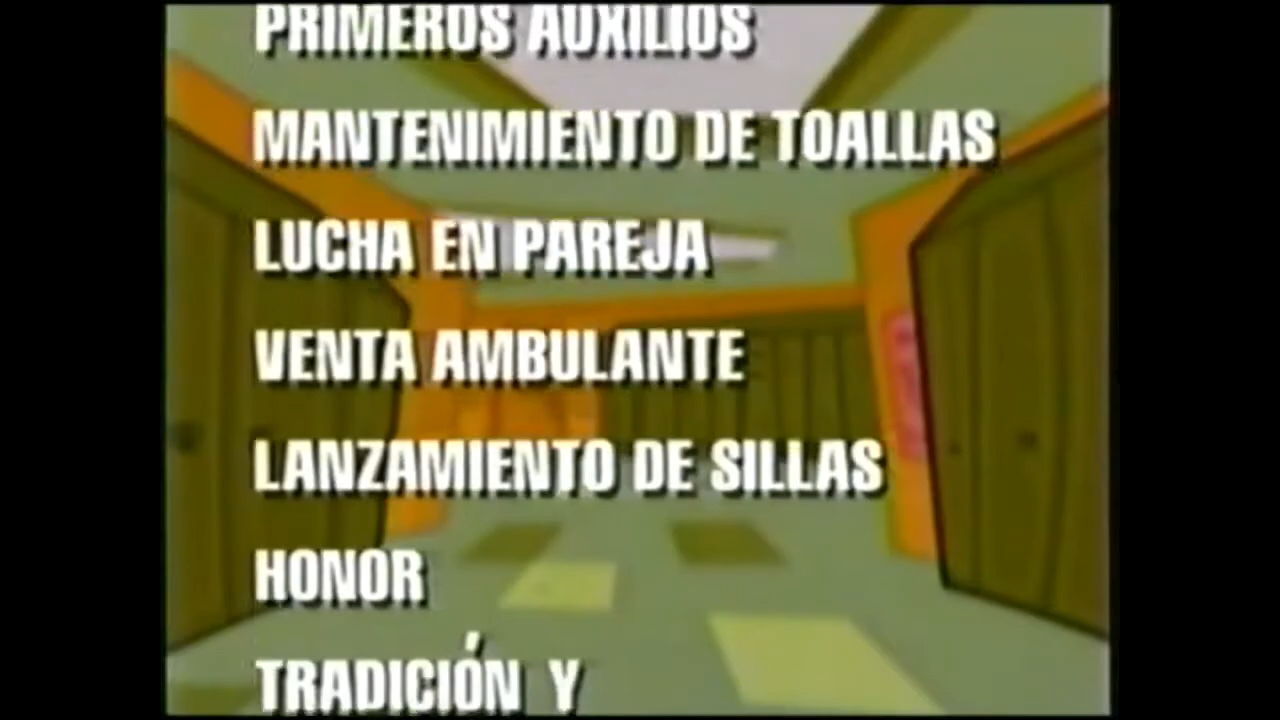 PRIMEROS AUXILIOS
MANTENIMIENTO DE TOALLAS
LUCHA EN PAREJA
VENTA AMBULANTE
LANZAMIENTO DE SILLAS
HONOR
TRADICIÓN Y